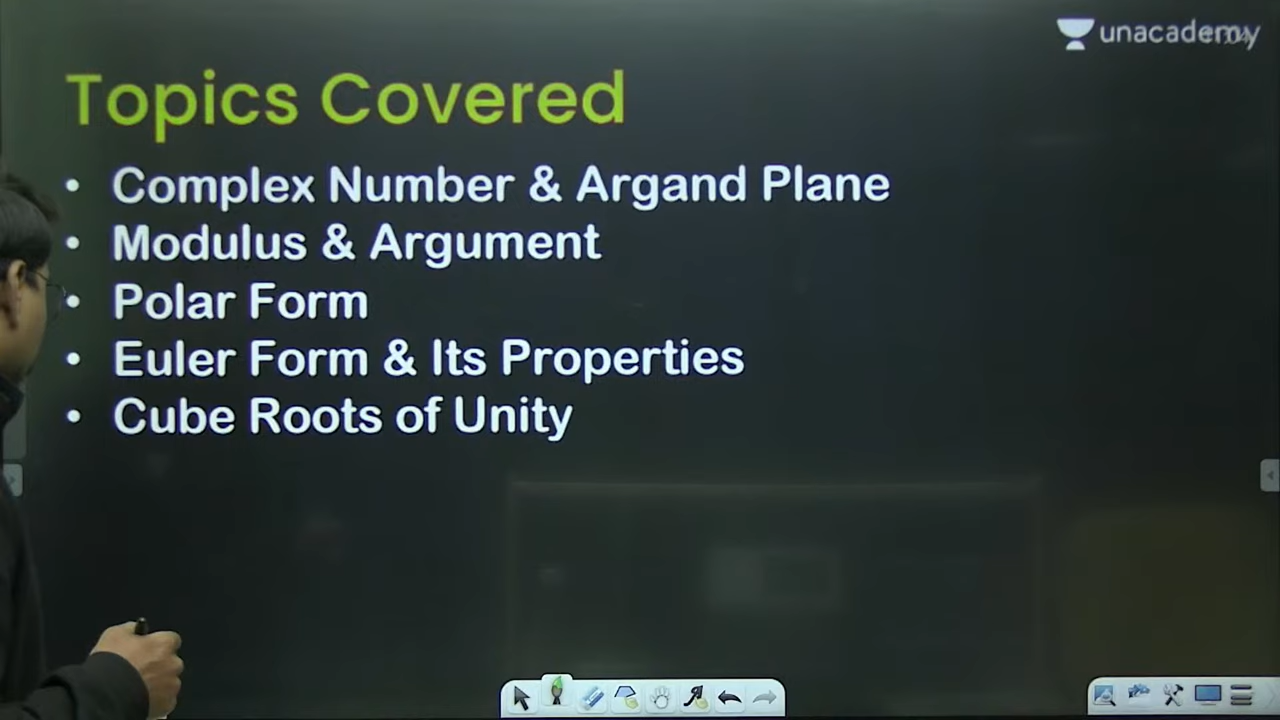 unacademy
Topics Covered
• Complex Number & Argand Plane
• Modulus & Argument
• Polar Form
• Euler Form & Its Properties
• Cube Roots of Unity